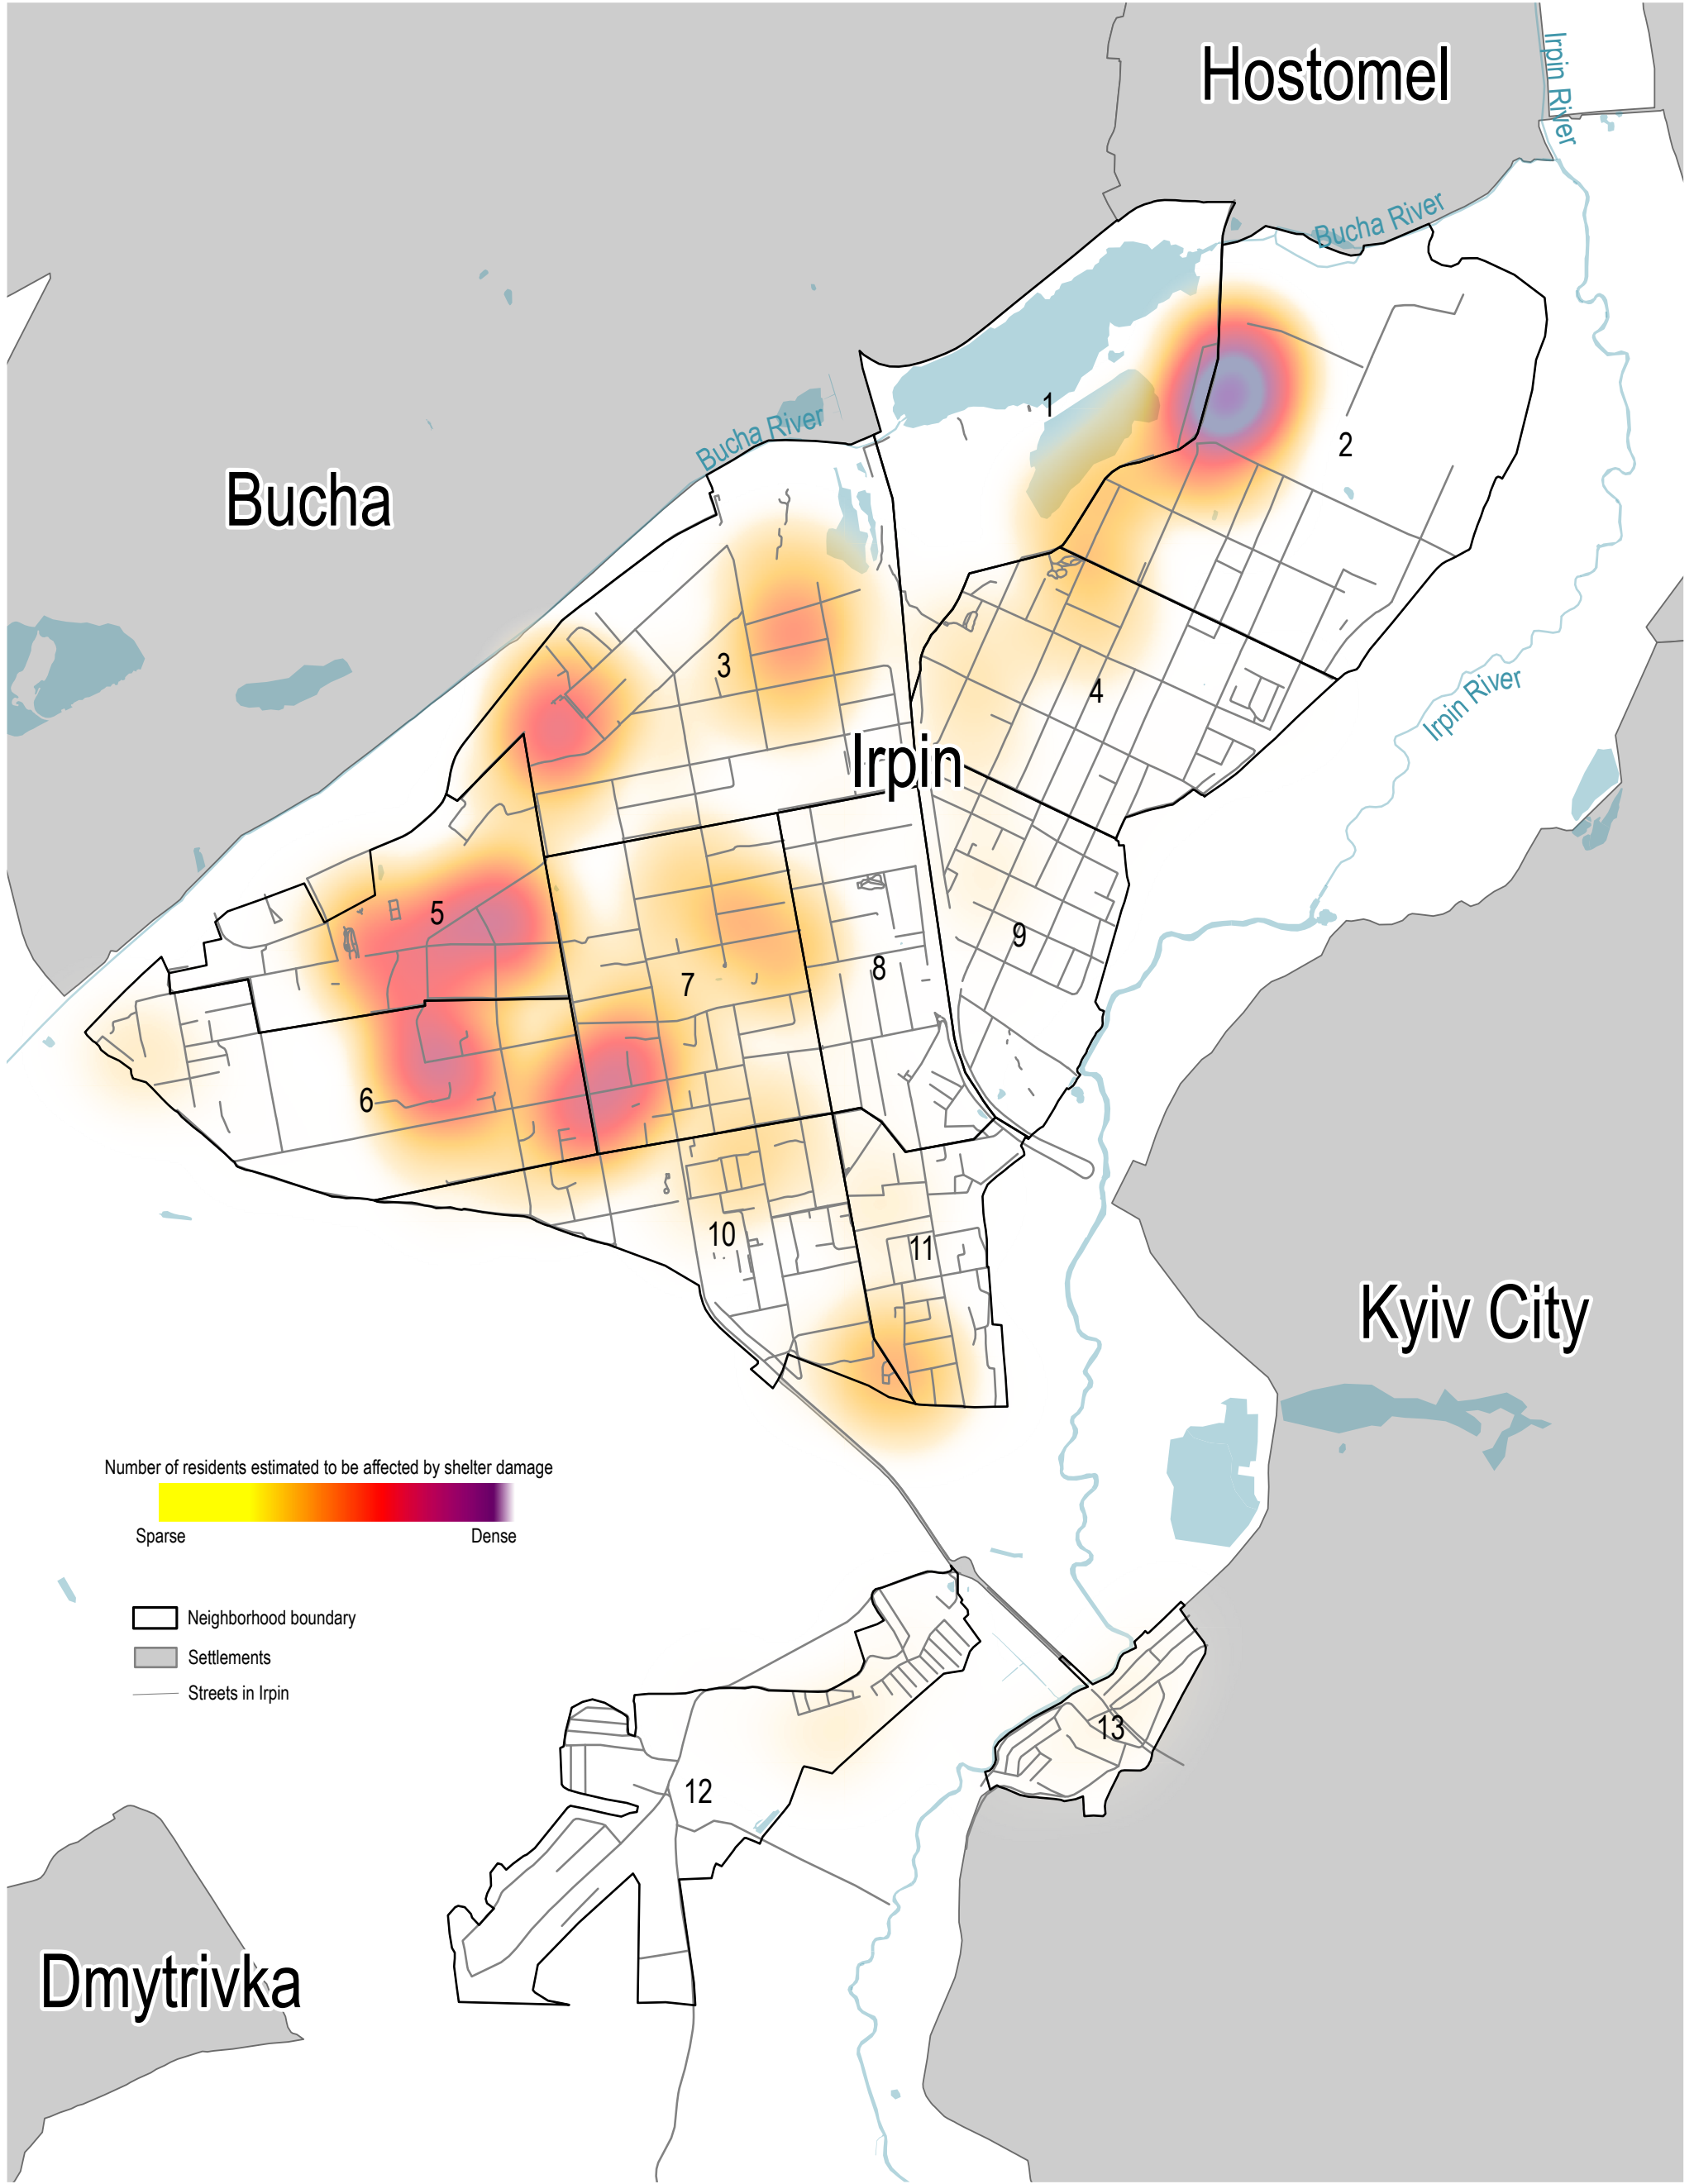 Hostomel
Irpin River
Bucha River
1
2
Bucha River
Bucha
3
4
Irpin River
Irpin
5
9
8
7
6
10
11
Kyiv City
Number of residents estimated to be affected by shelter damage
Sparse
Dense
Neighborhood boundary
Settlements
Streets in Irpin
13
12
Dmytrivka